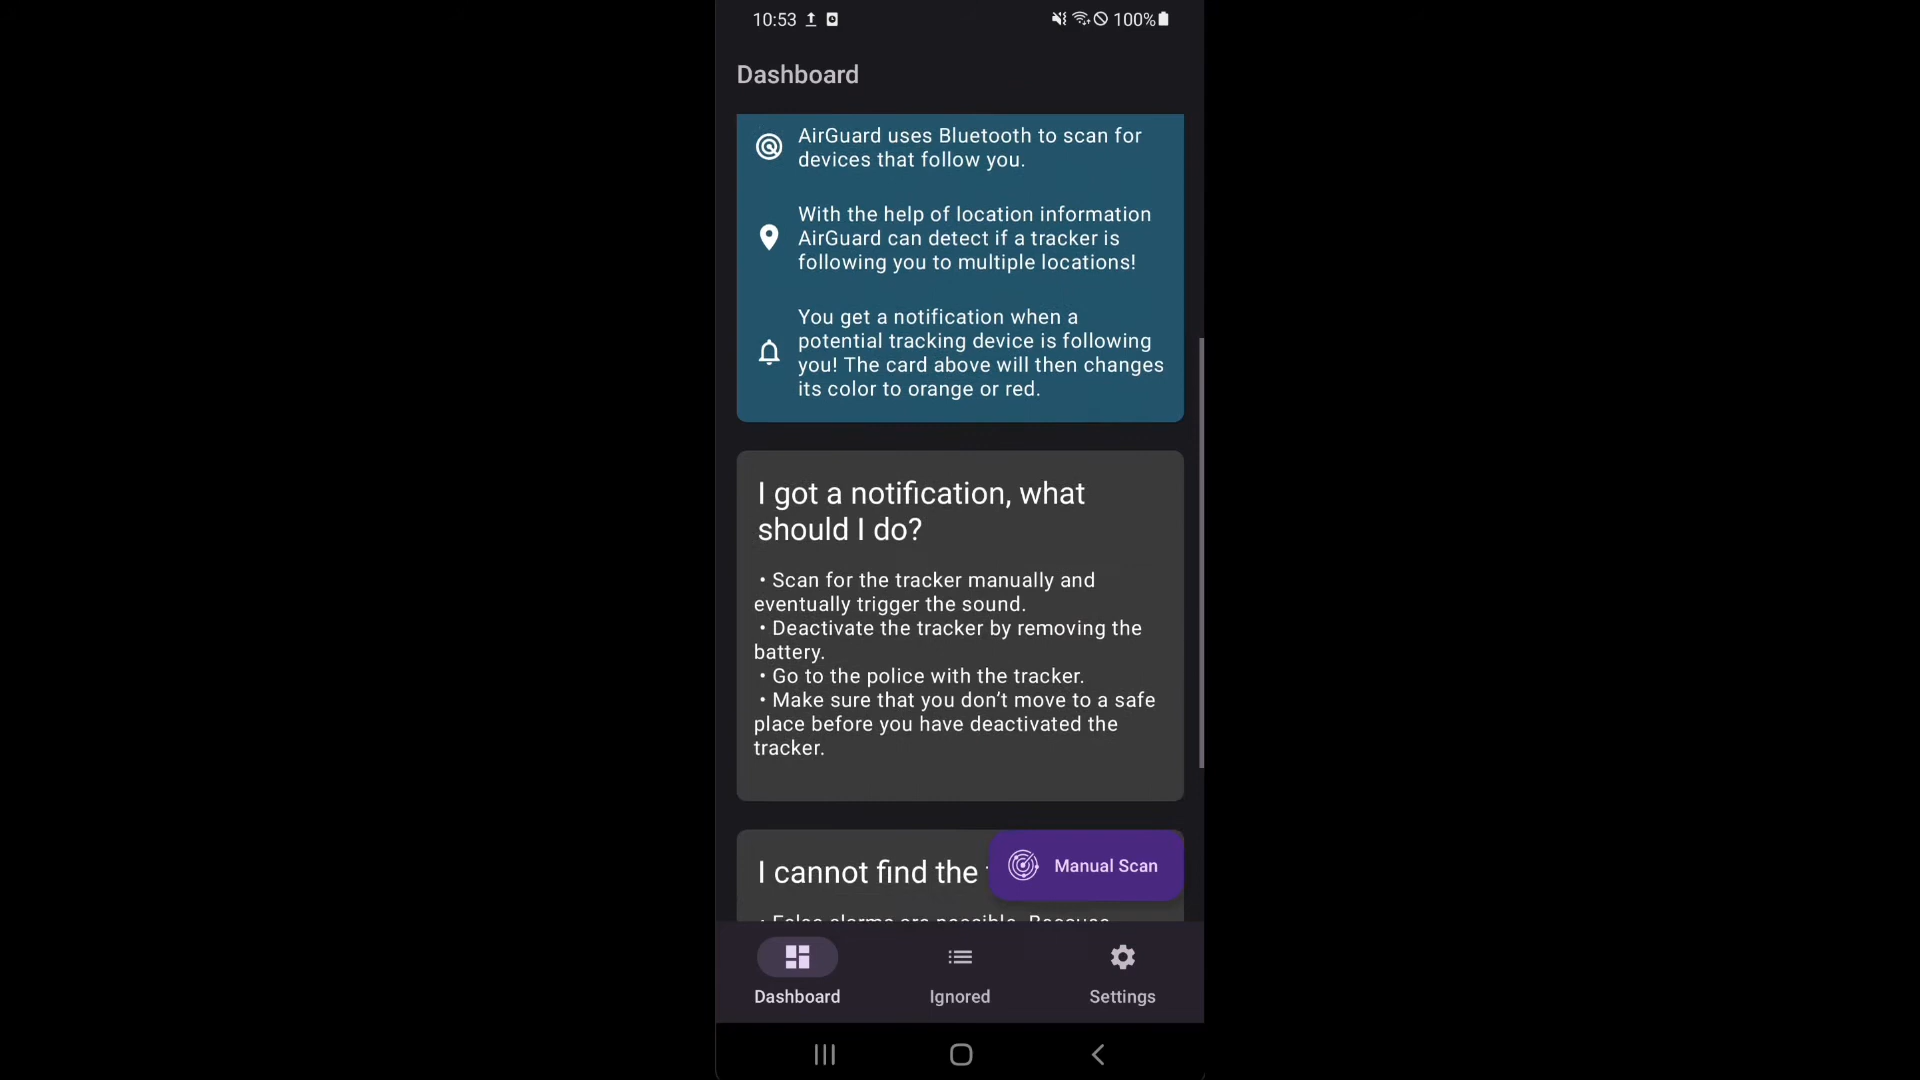 10:53
100%
Dashboard
AirGuard uses Bluetooth to scan for
devices that follow you.
With the help of location information
AirGuard can detect if a tracker is
following you to multiple locations!
You get a notification when a
potential tracking device is following
you! The card above will then changes
its color to orange or red.
I got a notification, what
should I do?
• Scan for the tracker manually and
eventually trigger the sound.
• Deactivate the tracker by removing the
battery.
• Go to the police with the tracker.
• Make sure that you don’t move to a safe
place before you have deactivated the
tracker.
I cannot find the
Manual Scan
• False alarms are possible. Because
Dashboard
Ignored
Settings